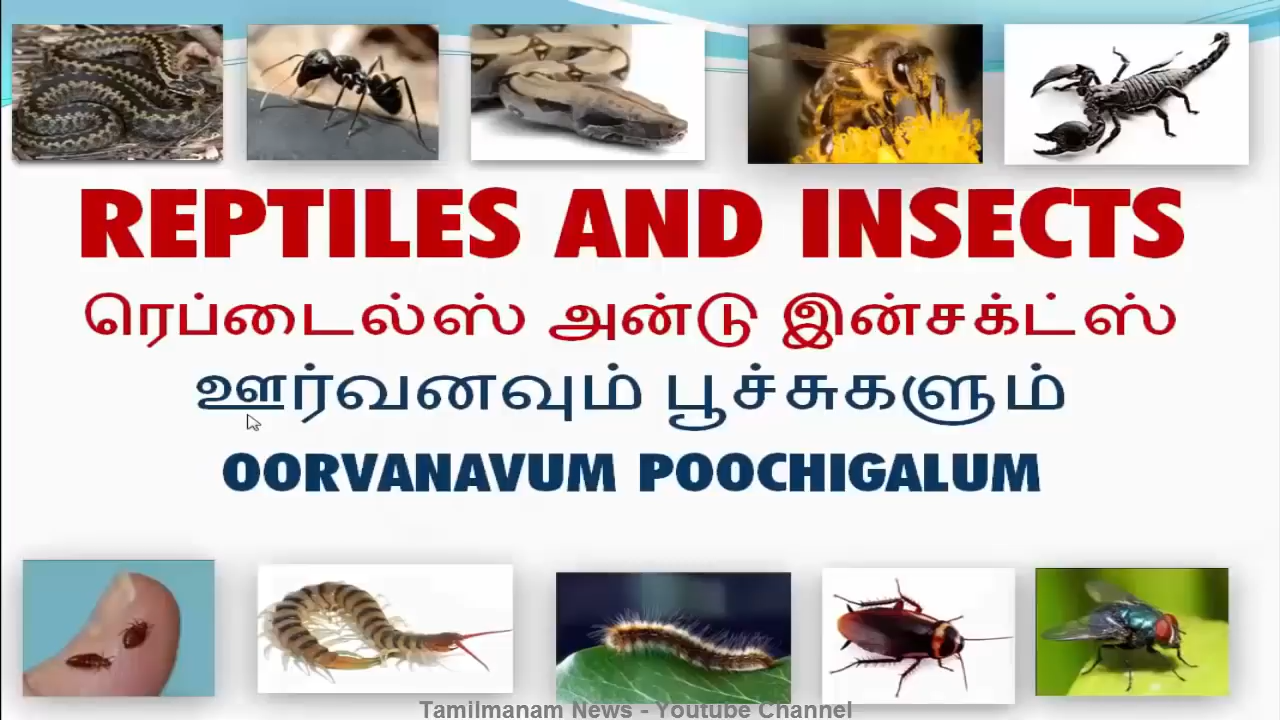 REPTILES AND INSECTS
ரெப்டைல்ஸ் அன்டு இன்சக்ட்ஸ்
ஊர்வனவும் பூச்சுகளும்
OORVANAVUM POOCHIGALUM
Tamilmanam News - Youtube Channel